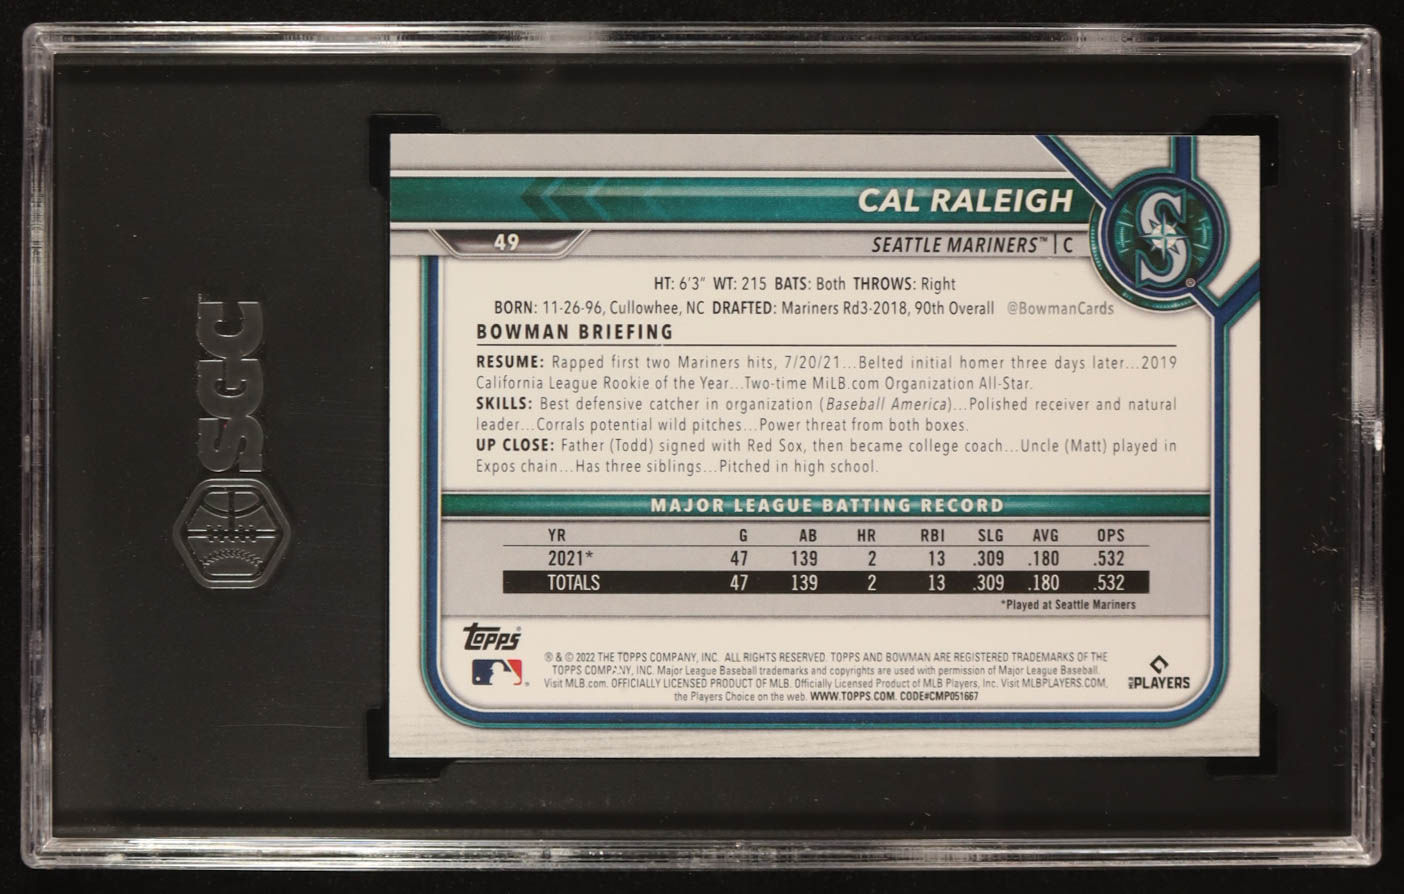 SGC
CAL RALEIGH
49
SEATTLE MARINERS™ | C
S
®
HT: 6'3" WT: 215 BATS: Both THROWS: Right
BORN: 11-26-96, Cullowhee, NC DRAFTED: Mariners Rd3-2018, 90th Overall @BowmanCards
BOWMAN BRIEFING
RESUME: Rapped first two Mariners hits, 7/20/21...Belted initial homer three days later...2019
California League Rookie of the Year...Two-time MiLB.com Organization All-Star.
SKILLS: Best defensive catcher in organization (Baseball America)...Polished receiver and natural
leader...Corrals potential wild pitches...Power threat from both boxes.
UP CLOSE: Father (Todd) signed with Red Sox, then became college coach...Uncle (Matt) played in
Expos chain...Has three siblings...Pitched in high school.
MAJOR LEAGUE BATTING RECORD
YR G AB HR RBI SLG AVG OPS
2021* 47 139 2 13 .309 .180 .532
TOTALS 47 139 2 13 .309 .180 .532
*Played at Seattle Mariners
topps®
® & © 2022 THE TOPPS COMPANY, INC. ALL RIGHTS RESERVED. TOPPS AND BOWMAN ARE REGISTERED TRADEMARKS OF THE
TOPPS COMPANY, INC. Major League Baseball trademarks and copyrights are used with permission of Major League Baseball.
Visit MLB.com. OFFICIALLY LICENSED PRODUCT OF MLB. Officially Licensed Product of MLB Players, Inc. Visit MLBPLAYERS.COM,
the Players Choice on the web. WWW.TOPPS.COM. CODE#CMP051667
MLB PLAYERS